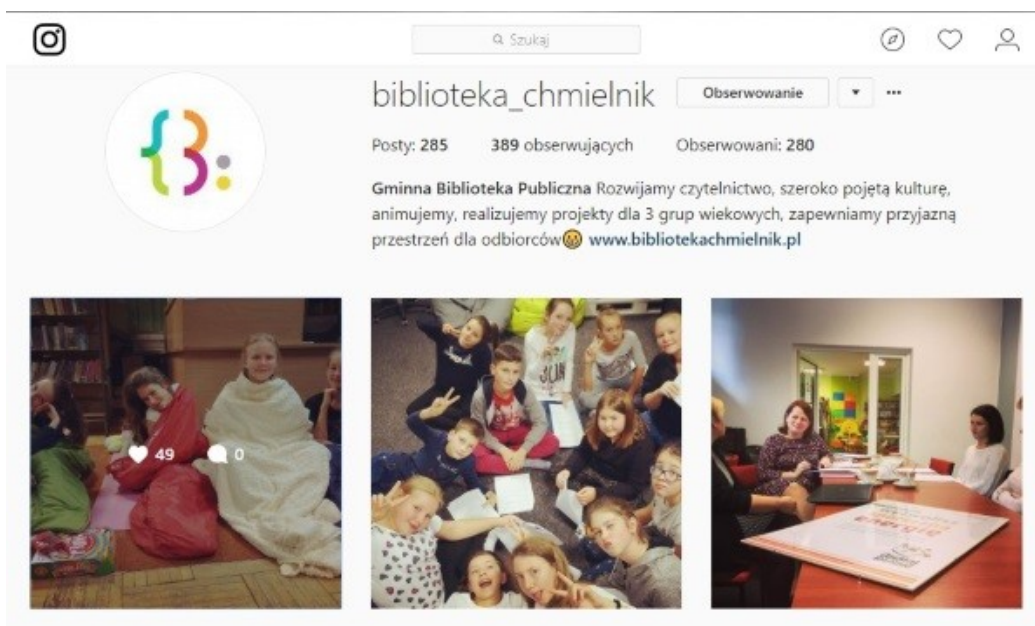 Szukaj
biblioteka_chmielnik Obserwowanie
Posty: 285 389 obserwujących Obserwowani: 280
Gminna Biblioteka Publiczna Rozwijamy czytelnictwo, szeroko pojętą kulturę,
animujemy, realizujemy projekty dla 3 grup wiekowych, zapewniamy przyjazną
przestrzeń dla odbiorców😀 www.bibliotekachmielnik.pl
49 0